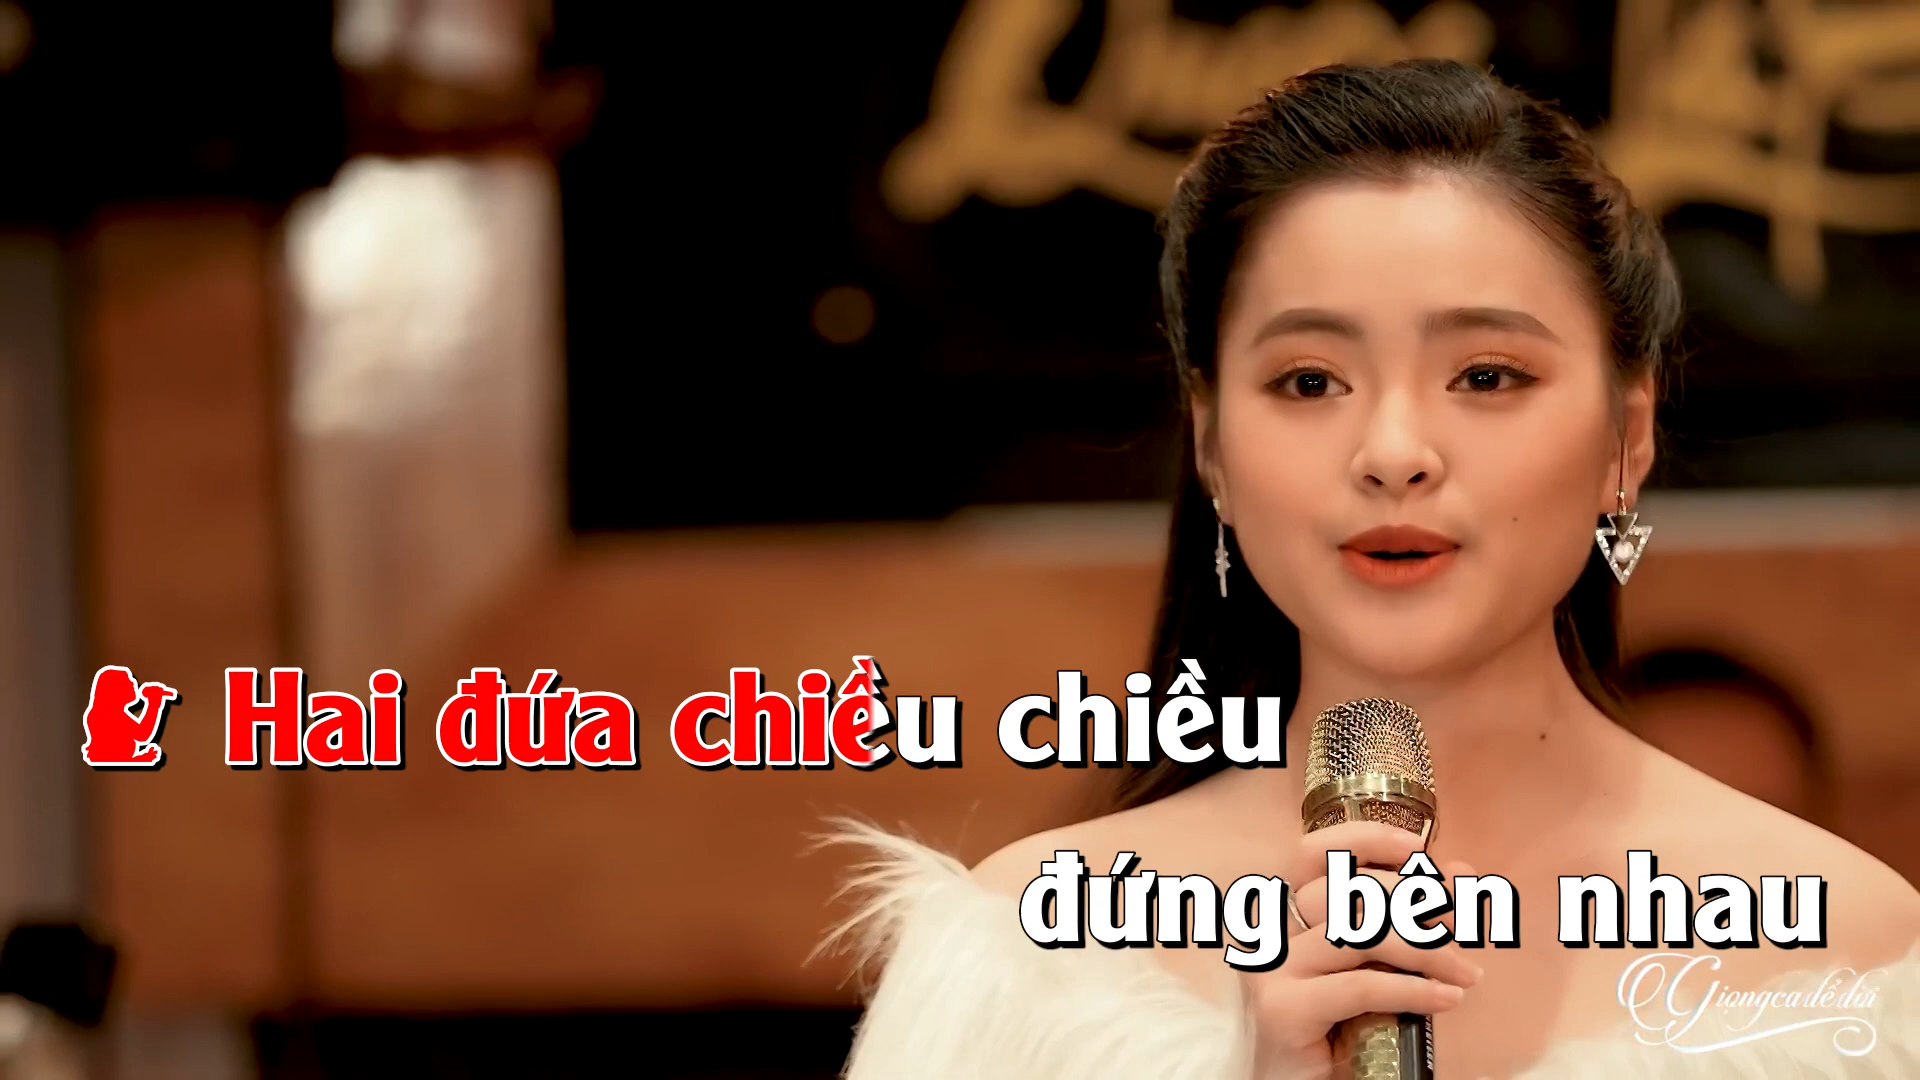 Hai đứa chiều chiều
đứng bên nhau
Giọng ca để đời